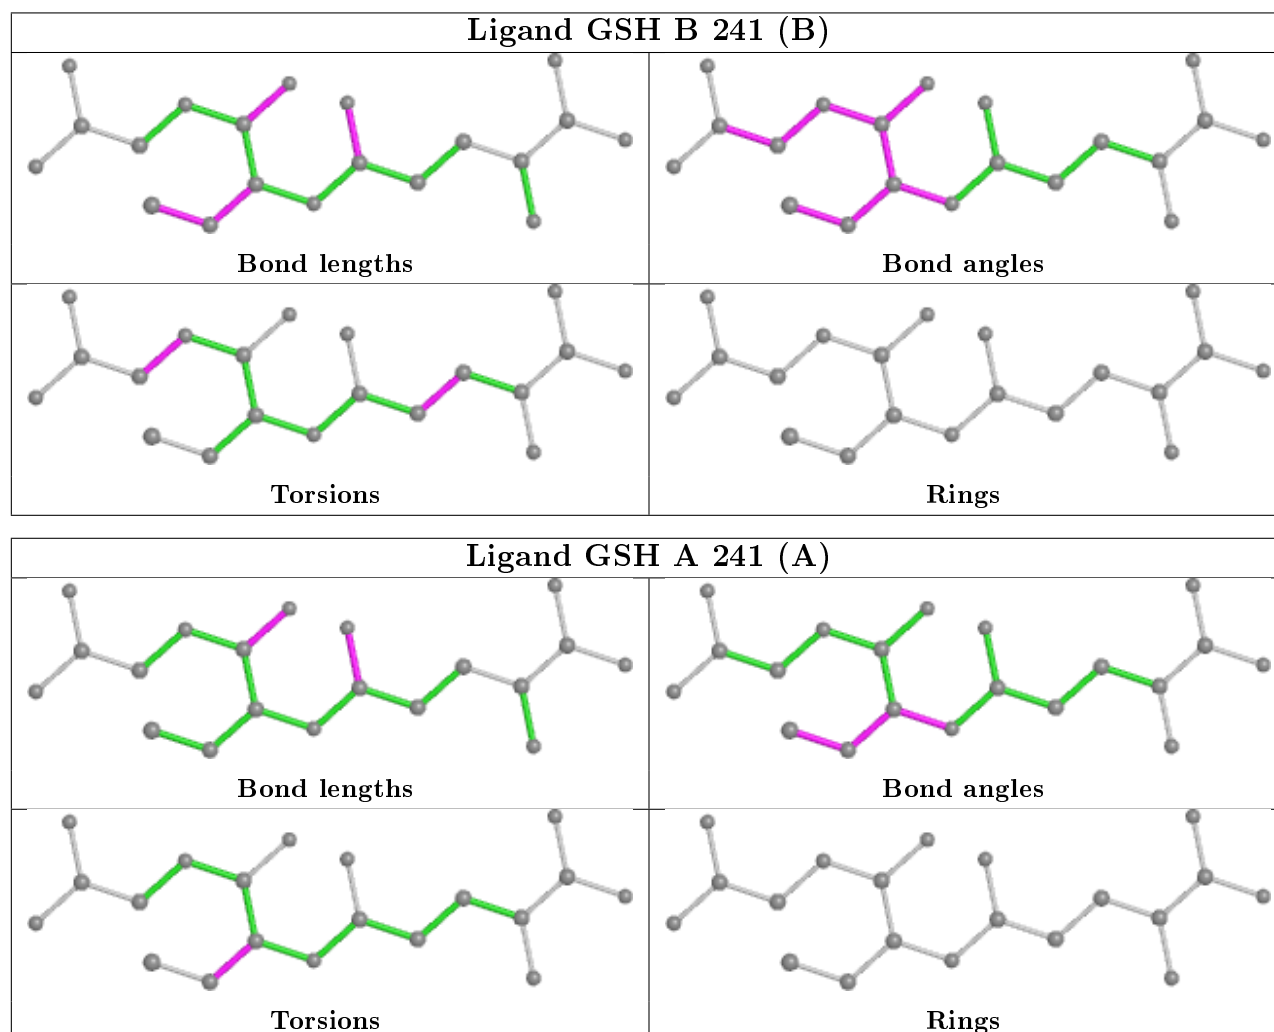 Ligand GSH B 241 (B)
Bond lengths
Bond angles
Torsions
Rings
Ligand GSH A 241 (A)
Bond lengths
Bond angles
Torsions
Rings